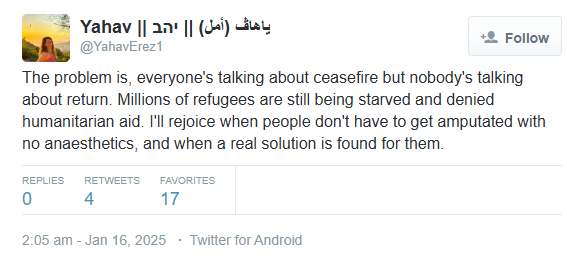 Yahav || יהב || (أمل) ياهاڤ
@YahavErez1
Follow
The problem is, everyone's talking about ceasefire but nobody's talking
about return. Millions of refugees are still being starved and denied
humanitarian aid. I'll rejoice when people don't have to get amputated with
no anaesthetics, and when a real solution is found for them.
REPLIES RETWEETS FAVORITES
0 4 17
2:05 am - Jan 16, 2025 · Twitter for Android